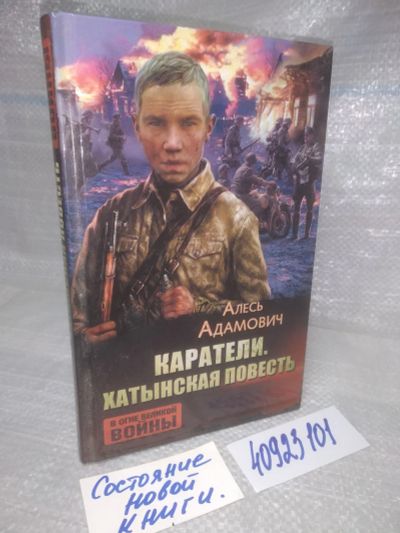 Алесь
Адамович
КАРАТЕЛИ.
ХАТЫНСКАЯ ПОВЕСТЬ
В ОГНЕ ВЕЛИКОЙ
ВОЙНЫ
Состояние
новой
книги.
40923101